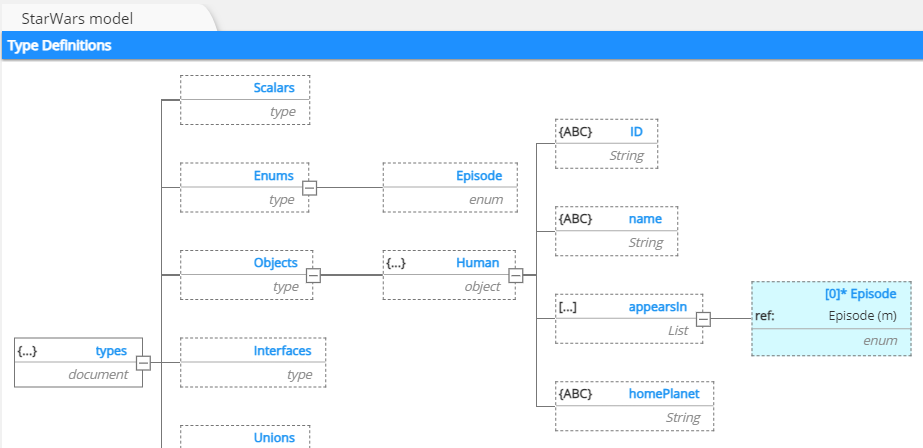 StarWars model
Type Definitions
Scalars
type
{ABC} ID
String
Enums
type
Episode
enum
{ABC} name
String
Objects
type
{...} Human
object
[...] appearsIn
List
[0]* Episode
ref: Episode (m)
enum
{...} types
document
Interfaces
type
{ABC} homePlanet
String
Unions